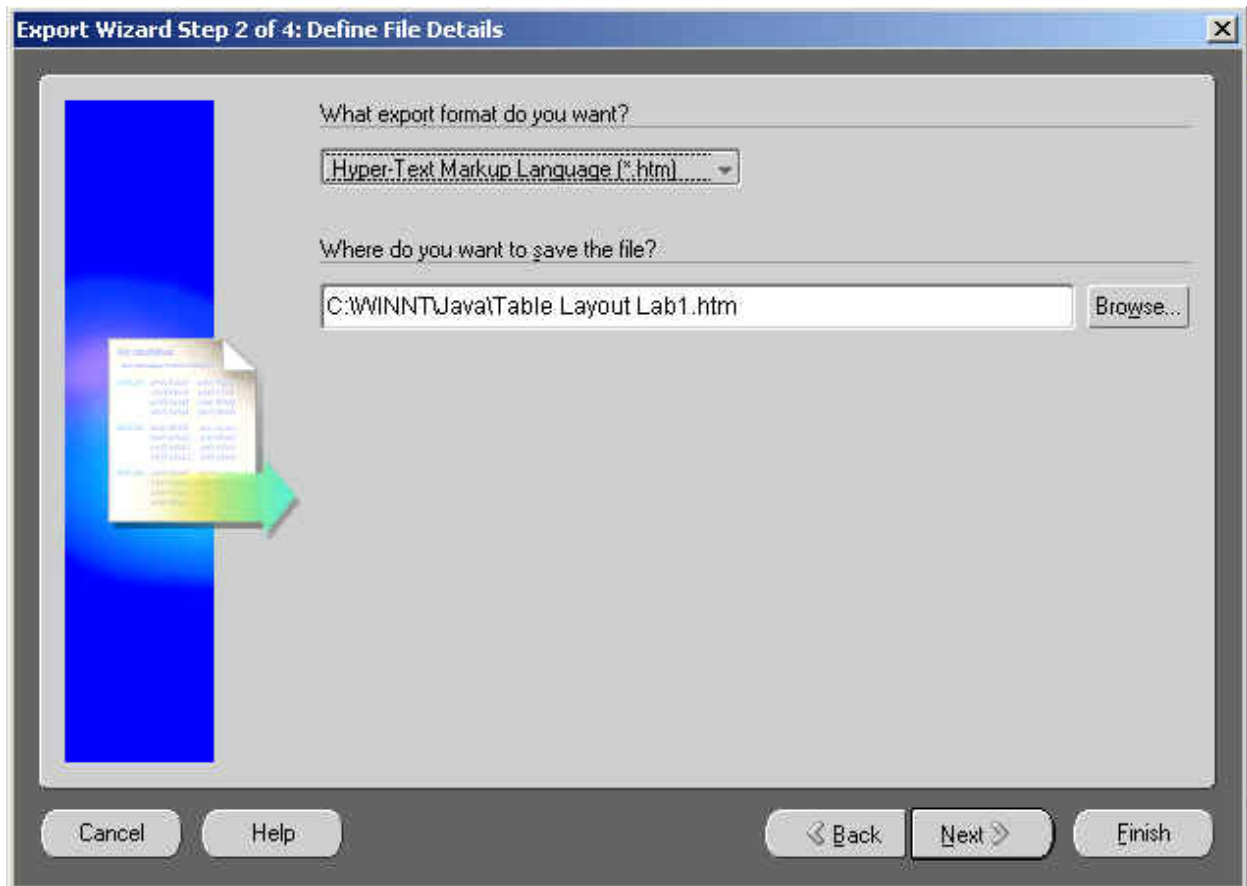 Export Wizard Step 2 of 4: Define File Details
What export format do you want?
Hyper-Text Markup Language (*.htm)
Where do you want to save the file?
C:\WINNT\Java\Table Layout Lab1.htm
Browse...
Cancel
Help
Back
Next
Finish